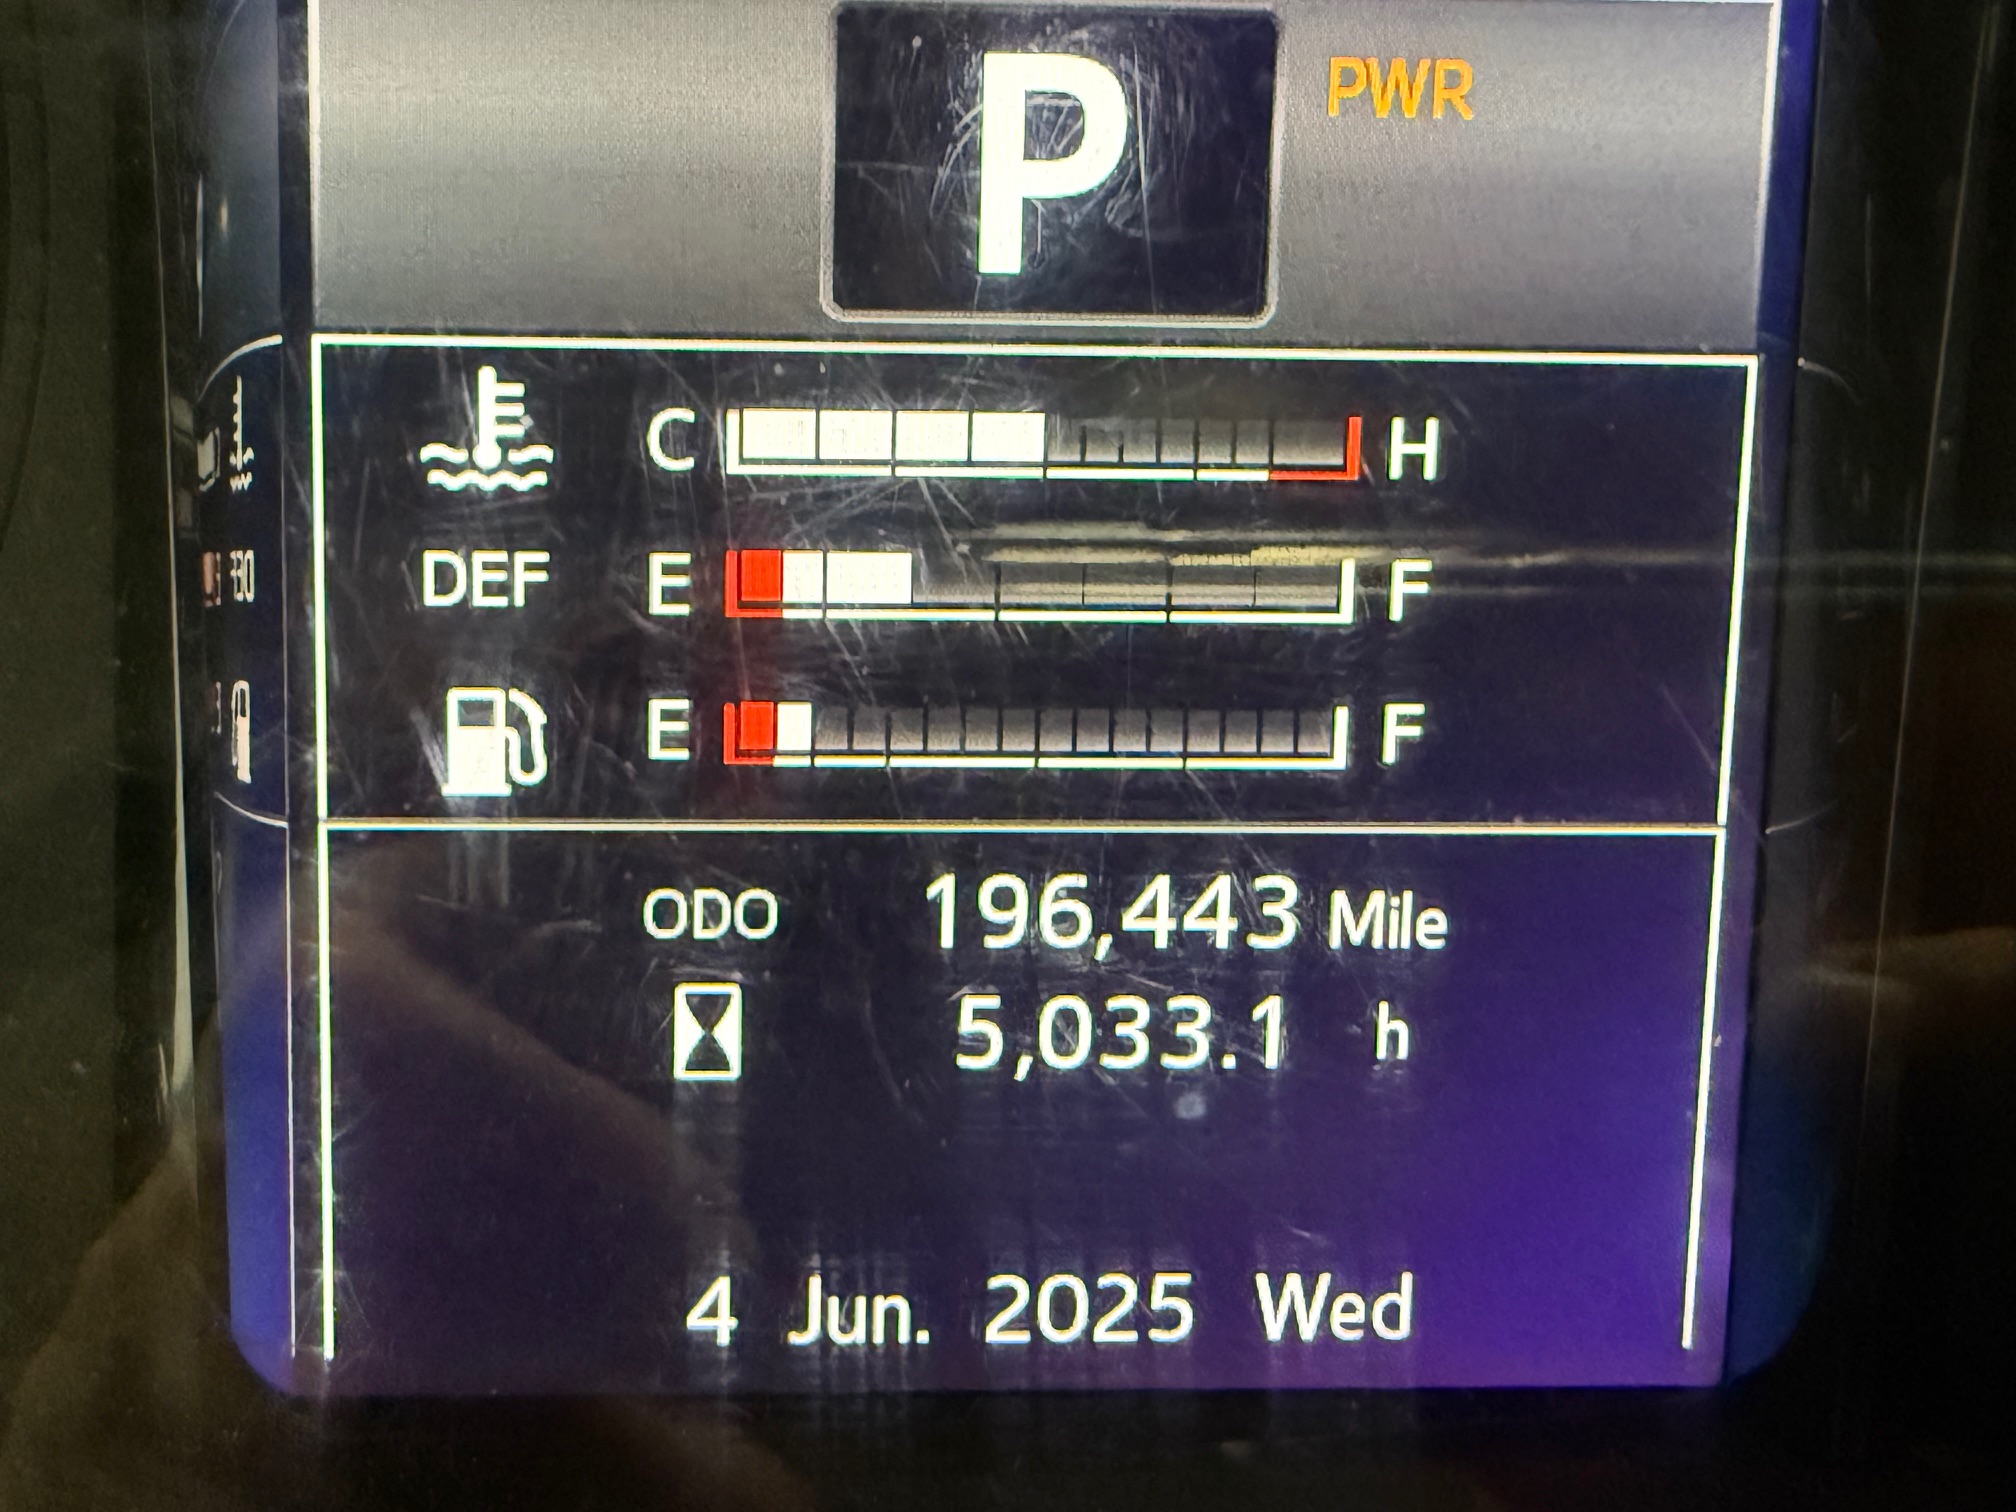 P PWR
C H
DEF E F
E F
ODO 196,443 Mile
5,033.1 h
4 Jun. 2025 Wed